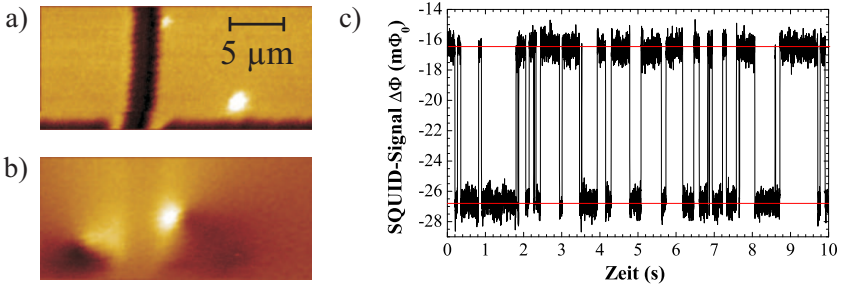 a)
5 µm
b)
c)
SQUID-Signal ΔΦ (mΦ₀)
-14
-16
-18
-20
-22
-24
-26
-28
0 1 2 3 4 5 6 7 8 9 10
Zeit (s)